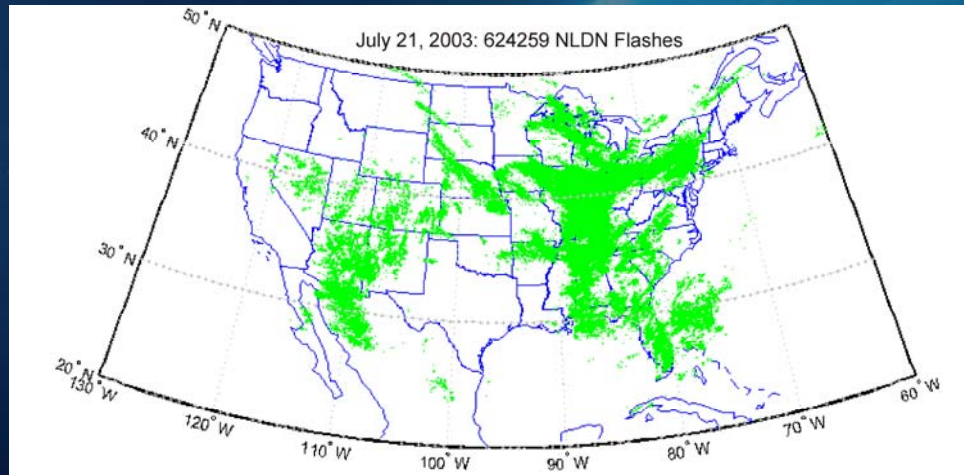 50° N
July 21, 2003: 624259 NLDN Flashes
40° N
30° N
20° N
130° W
120° W
110° W
100° W
90° W
80° W
70° W
60° W